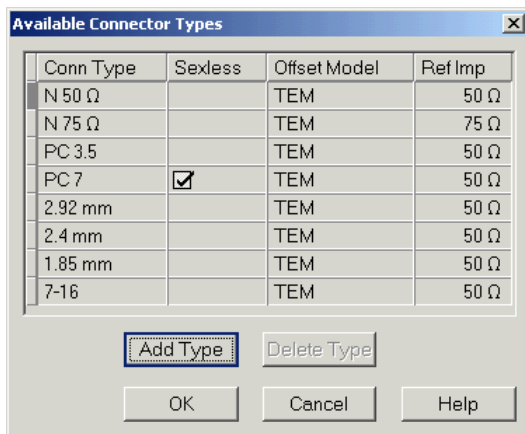 Available Connector Types
Conn Type Sexless Offset Model Ref Imp
N 50 Ω TEM 50 Ω
N 75 Ω TEM 75 Ω
PC 3.5 TEM 50 Ω
PC 7 TEM 50 Ω
2.92 mm TEM 50 Ω
2.4 mm TEM 50 Ω
1.85 mm TEM 50 Ω
7-16 TEM 50 Ω
Add Type Delete Type
OK Cancel Help